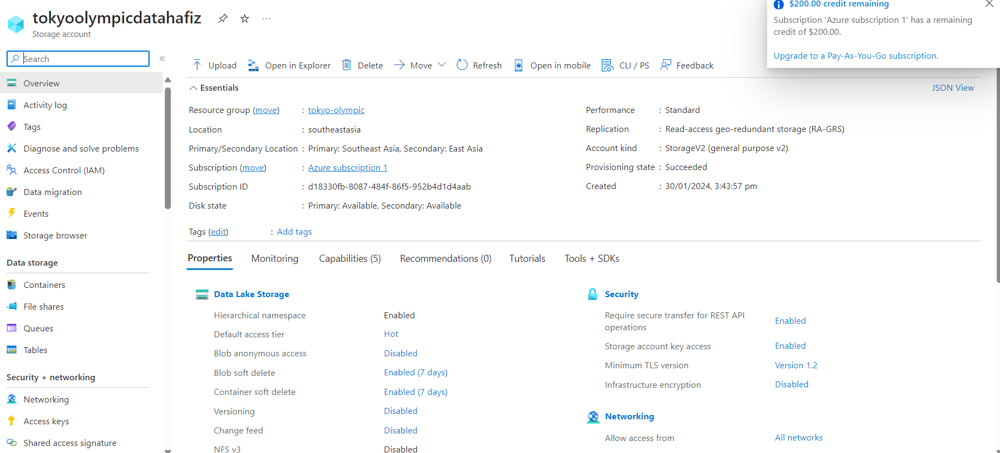 tokyoolympicdatahafiz
Storage account
$200.00 credit remaining
Subscription 'Azure subscription 1' has a remaining
credit of $200.00.
Upgrade to a Pay-As-You-Go subscription.
Search
Overview
Activity log
Tags
Diagnose and solve problems
Access Control (IAM)
Data migration
Events
Storage browser
Data storage
Containers
File shares
Queues
Tables
Security + networking
Networking
Access keys
Shared access signature
Upload Open in Explorer Delete Move Refresh Open in mobile CLI / PS Feedback
Essentials JSON View
Resource group (move) : tokyo-olympic
Location : southeastasia
Primary/Secondary Location : Primary: Southeast Asia, Secondary: East Asia
Subscription (move) : Azure subscription 1
Subscription ID : d18330fb-8087-484f-86f5-952b4d1d4aab
Disk state : Primary: Available, Secondary: Available
Performance : Standard
Replication : Read-access geo-redundant storage (RA-GRS)
Account kind : StorageV2 (general purpose v2)
Provisioning state : Succeeded
Created : 30/01/2024, 3:43:57 pm
Tags (edit) : Add tags
Properties Monitoring Capabilities (5) Recommendations (0) Tutorials Tools + SDKs
Data Lake Storage
Hierarchical namespace Enabled
Default access tier Hot
Blob anonymous access Disabled
Blob soft delete Enabled (7 days)
Container soft delete Enabled (7 days)
Versioning Disabled
Change feed Disabled
NFS v3 Disabled
Security
Require secure transfer for REST API
operations Enabled
Storage account key access Enabled
Minimum TLS version Version 1.2
Infrastructure encryption Disabled
Networking
Allow access from All networks